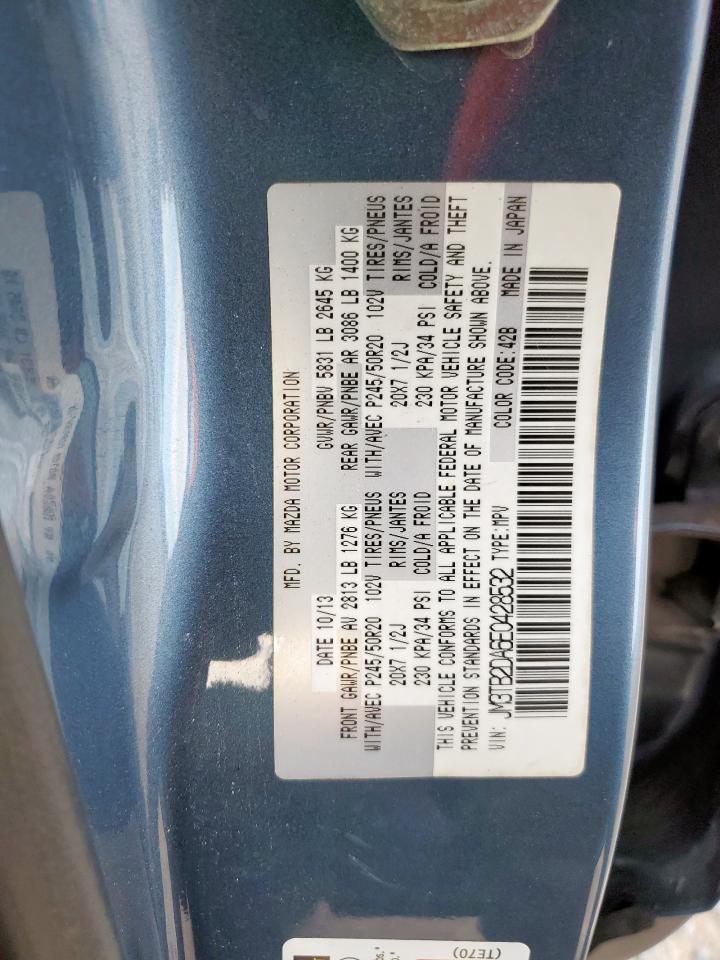 MFD. BY MAZDA MOTOR CORPORATION
DATE 10/13 GVWR/PNBV 5831 LB 2645 KG
FRONT GAWR/PNBE AV 2813 LB 1276 KG REAR GAWR/PNBE AR 3086 LB 1400 KG
WITH/AVEC P245/50R20 102V TIRES/PNEUS WITH/AVEC P245/50R20 102V TIRES/PNEUS
20X7 1/2J RIMS/JANTES 20X7 1/2J RIMS/JANTES
230 KPA/34 PSI COLD/A FROID 230 KPA/34 PSI COLD/A FROID
THIS VEHICLE CONFORMS TO ALL APPLICABLE FEDERAL MOTOR VEHICLE SAFETY AND THEFT
PREVENTION STANDARDS IN EFFECT ON THE DATE OF MANUFACTURE SHOWN ABOVE.
VIN: JM3TB2DA6E0428532 TYPE:MPV COLOR CODE:42B MADE IN JAPAN
(TE70)